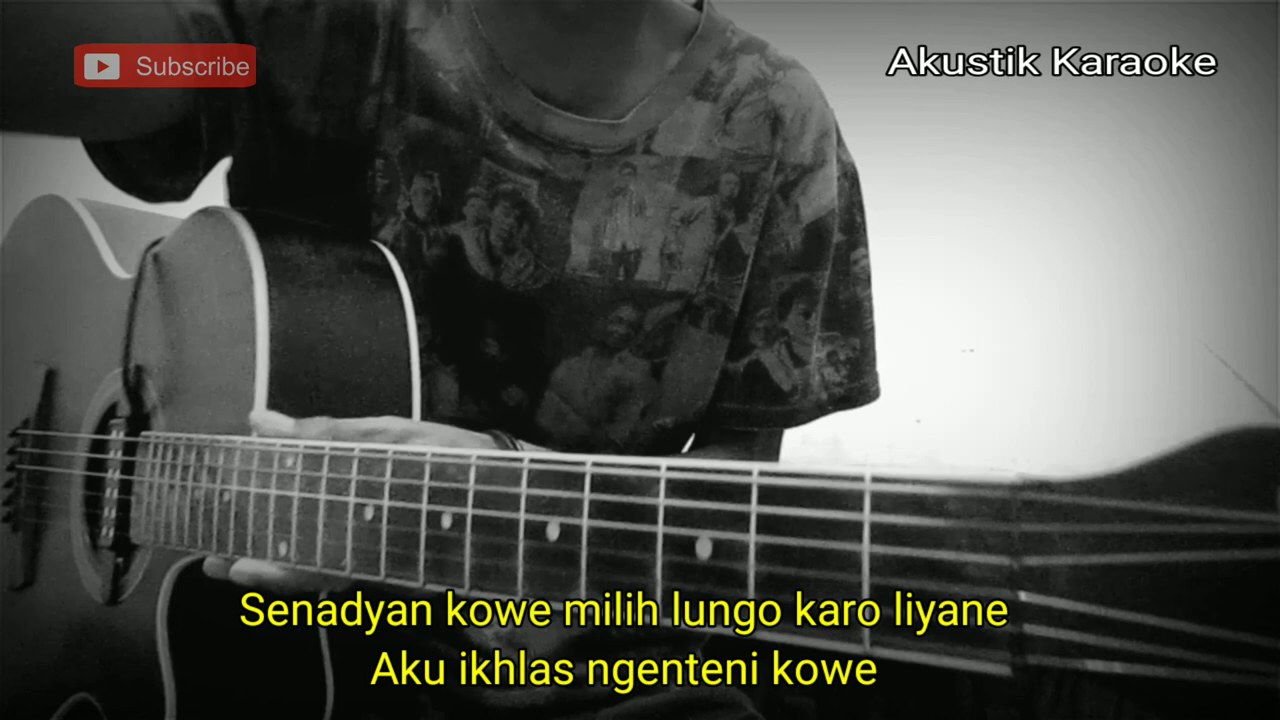 Subscribe
Akustik Karaoke
Senadyan kowe milih lungo karo liyane
Aku ikhlas ngenteni kowe